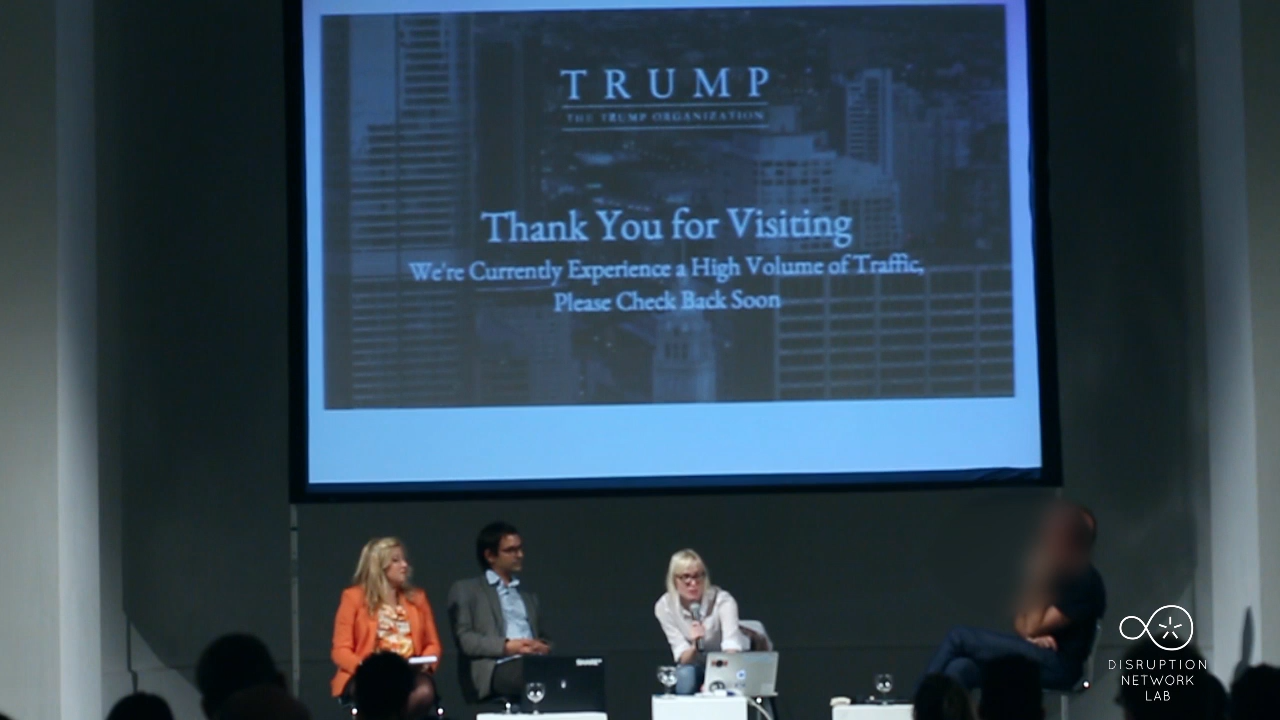 TRUMP
THE TRUMP ORGANIZATION
Thank You for Visiting
We're Currently Experience a High Volume of Traffic,
Please Check Back Soon
DISRUPTION
NETWORK
LAB